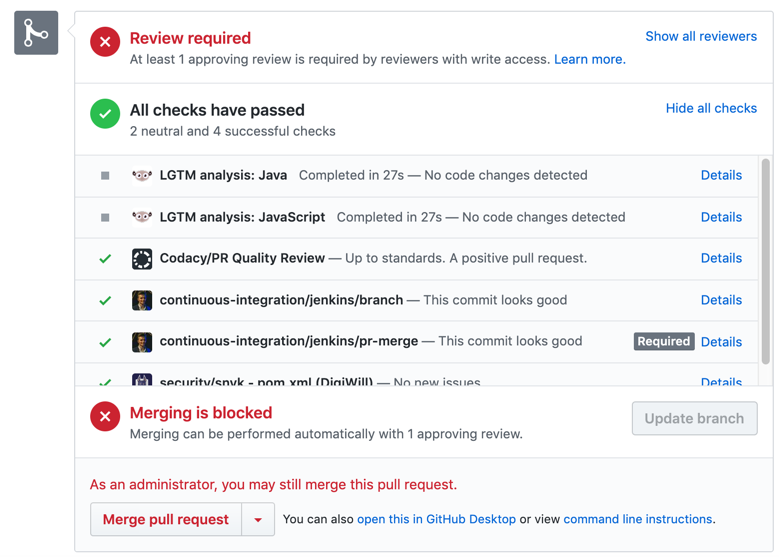 Review required
Show all reviewers
At least 1 approving review is required by reviewers with write access. Learn more.
All checks have passed
Hide all checks
2 neutral and 4 successful checks
LGTM analysis: Java Completed in 27s — No code changes detected Details
LGTM analysis: JavaScript Completed in 27s — No code changes detected Details
Codacy/PR Quality Review — Up to standards. A positive pull request. Details
continuous-integration/jenkins/branch — This commit looks good Details
continuous-integration/jenkins/pr-merge — This commit looks good Required Details
security/snyk - pom.xml (DigiWill) — No new issues Details
Merging is blocked
Update branch
Merging can be performed automatically with 1 approving review.
As an administrator, you may still merge this pull request.
Merge pull request You can also open this in GitHub Desktop or view command line instructions.